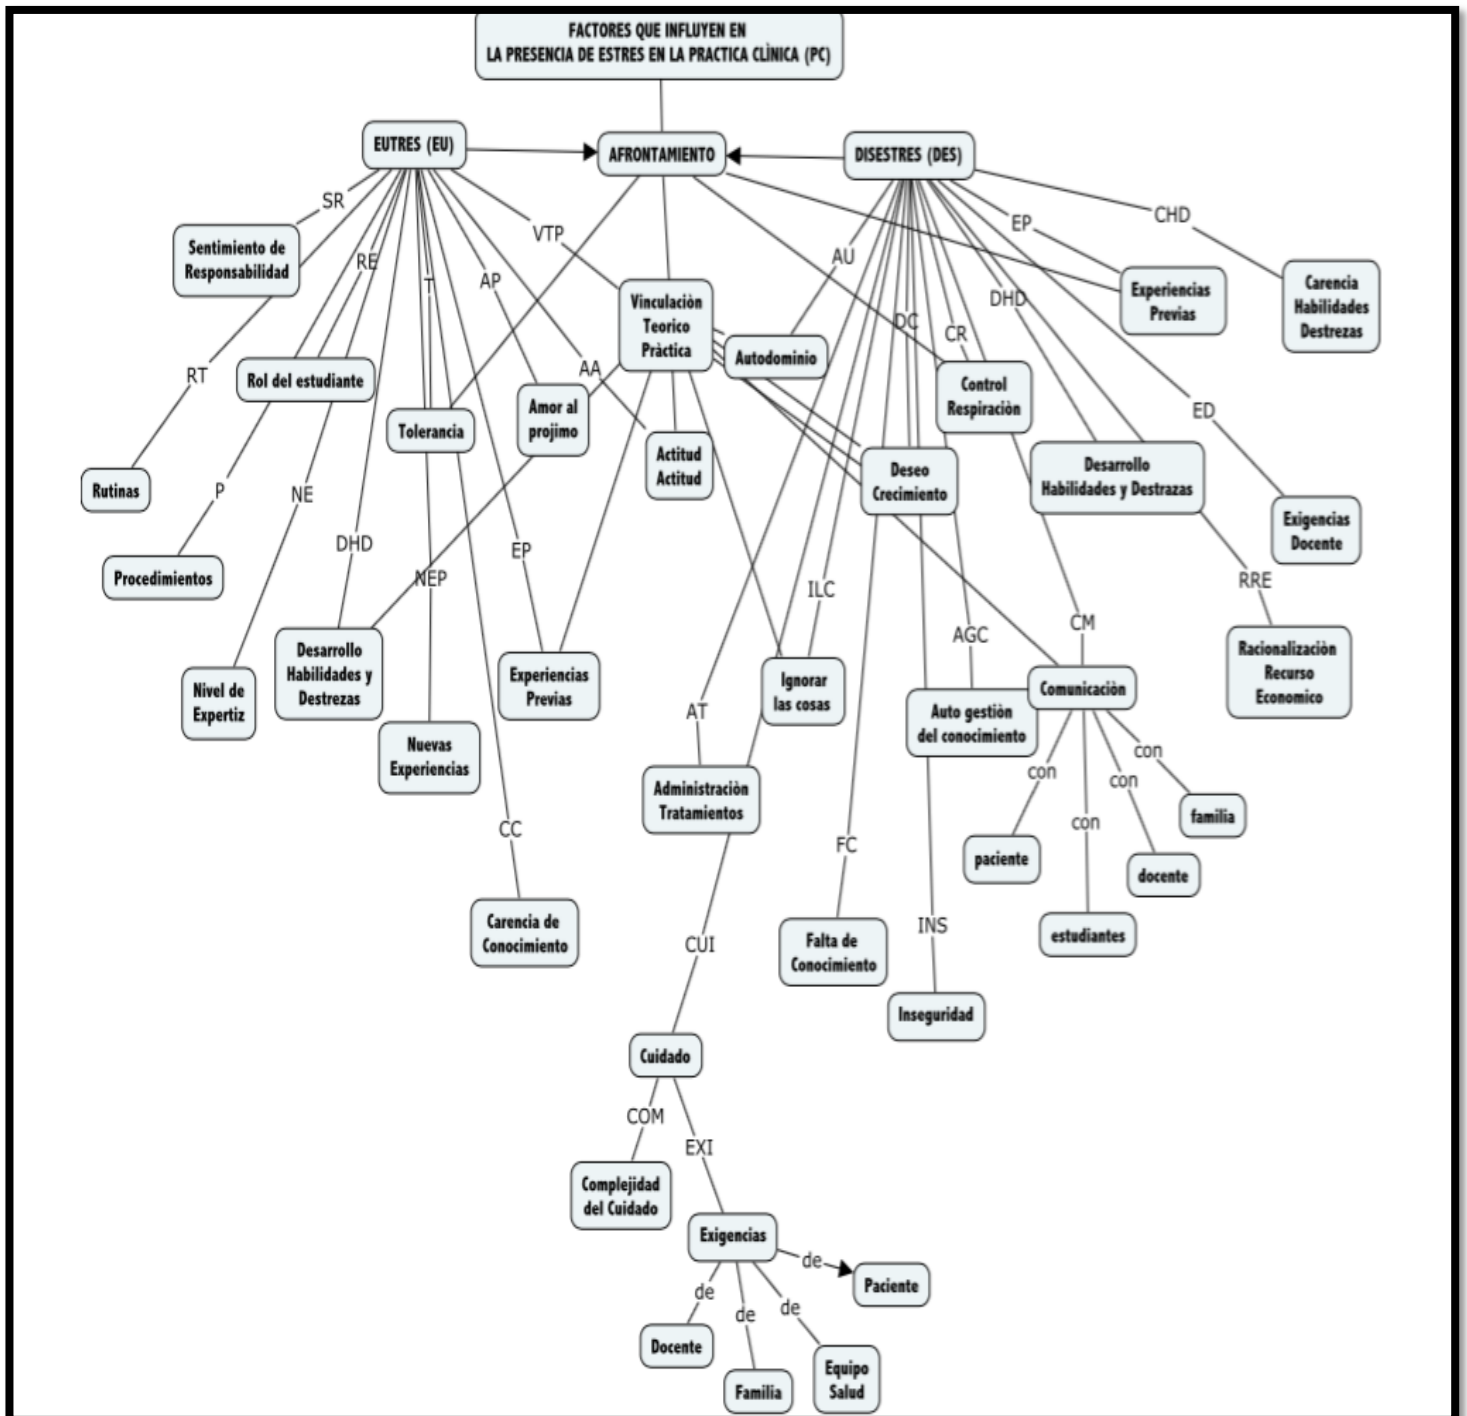 FACTORES QUE INFLUYEN EN
LA PRESENCIA DE ESTRES EN LA PRACTICA CLÌNICA (PC)
EUTRES (EU)
AFRONTAMIENTO
DISESTRES (DES)
SR
VTP
AU
EP
CHD
Sentimiento de
Responsabilidad
RE
T
AP
Vinculaciòn
Teorico
Pràctica
DC
CR
DHD
Experiencias
Previas
Carencia
Habilidades
Destrezas
RT
Rol del estudiante
AA
Autodominio
Control
Respiraciòn
ED
Tolerancia
Amor al
projimo
Actitud
Actitud
Deseo
Crecimiento
Desarrollo
Habilidades y Destrazas
Exigencias
Docente
Rutinas
P
NE
DHD
NEP
EP
ILC
AGC
CM
RRE
Procedimientos
Nivel de
Expertiz
Desarrollo
Habilidades y
Destrezas
Nuevas
Experiencias
Experiencias
Previas
Ignorar
las cosas
Auto gestiòn
del conocimiento
Comunicaciòn
Racionalizaciòn
Recurso
Economico
AT
Administraciòn
Tratamientos
con
con
con
con
paciente
estudiantes
docente
familia
CC
FC
INS
Carencia de
Conocimiento
CUI
Falta de
Conocimiento
Inseguridad
Cuidado
COM
EXI
Complejidad
del Cuidado
Exigencias
de
de
de
de
Paciente
Docente
Familia
Equipo
Salud